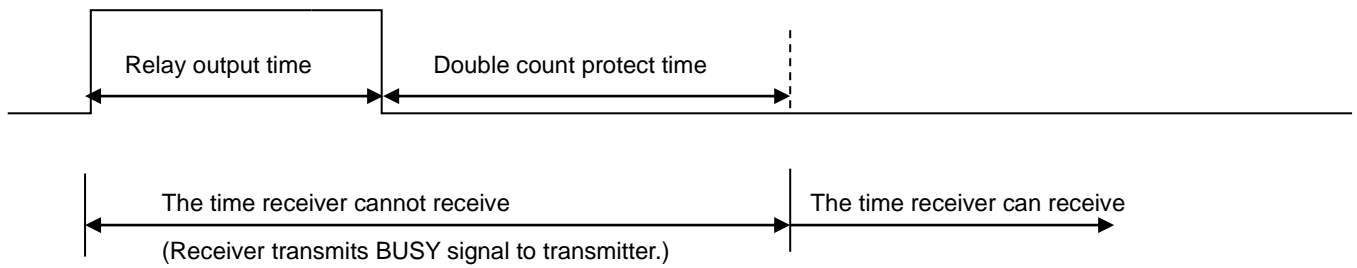 Relay output time
Double count protect time
The time receiver cannot receive
The time receiver can receive
(Receiver transmits BUSY signal to transmitter.)